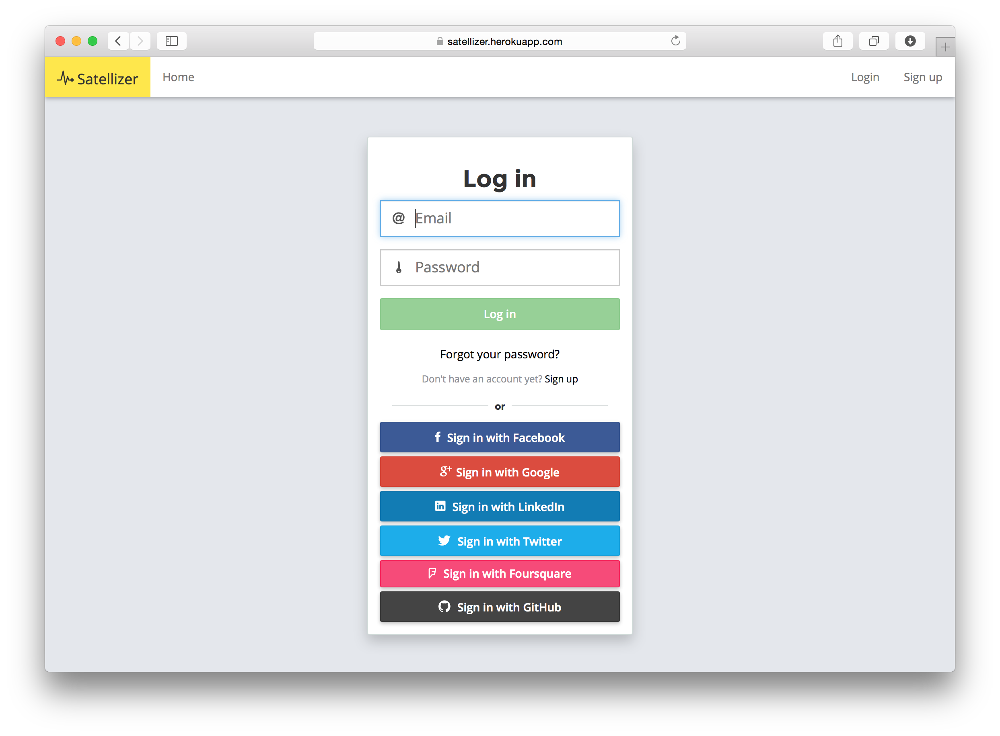 satellizer.herokuapp.com
Satellizer Home Login Sign up
Log in
@ Email
Password
Log in
Forgot your password?
Don't have an account yet? Sign up
or
f Sign in with Facebook
g+ Sign in with Google
in Sign in with LinkedIn
Sign in with Twitter
Sign in with Foursquare
Sign in with GitHub